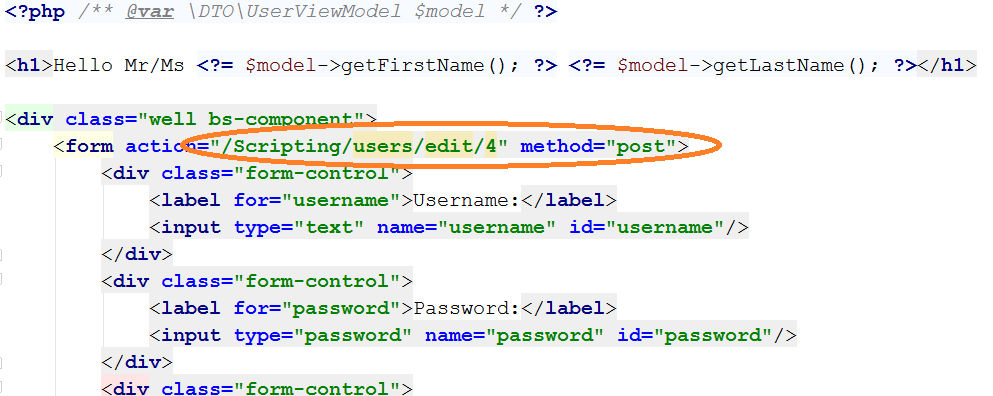 <?php /** @var \DTO\UserViewModel $model */ ?>
<h1>Hello Mr/Ms <?= $model->getFirstName(); ?> <?= $model->getLastName(); ?></h1>
<div class="well bs-component">
<form action="/Scripting/users/edit/4" method="post">
<div class="form-control">
<label for="username">Username:</label>
<input type="text" name="username" id="username"/>
</div>
<div class="form-control">
<label for="password">Password:</label>
<input type="password" name="password" id="password"/>
</div>
<div class="form-control">